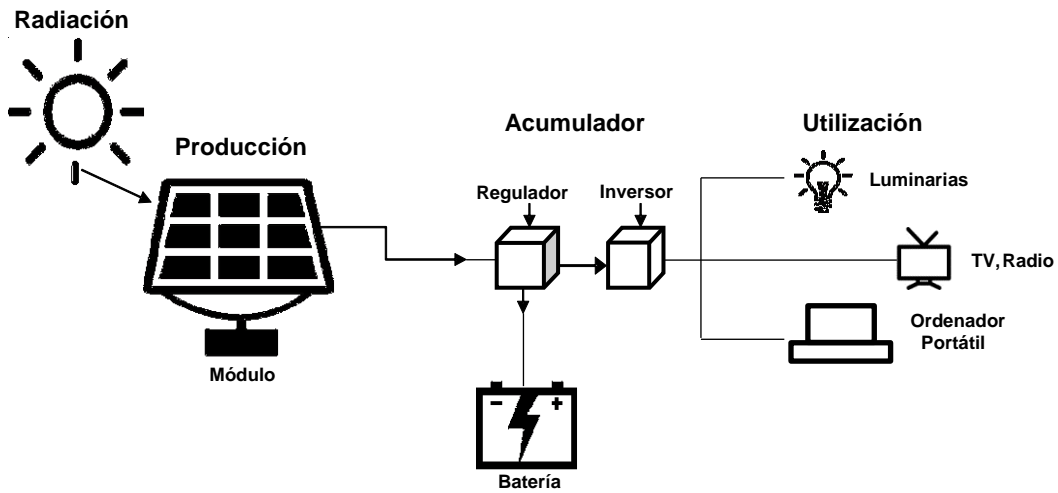 Radiación
Producción
Acumulador
Utilización
Regulador
Inversor
Luminarias
TV, Radio
Ordenador
Portátil
Módulo
- +
Batería